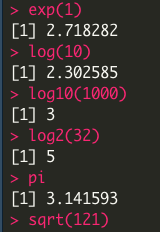 > exp(1)
[1] 2.718282
> log(10)
[1] 2.302585
> log10(1000)
[1] 3
> log2(32)
[1] 5
> pi
[1] 3.141593
> sqrt(121)